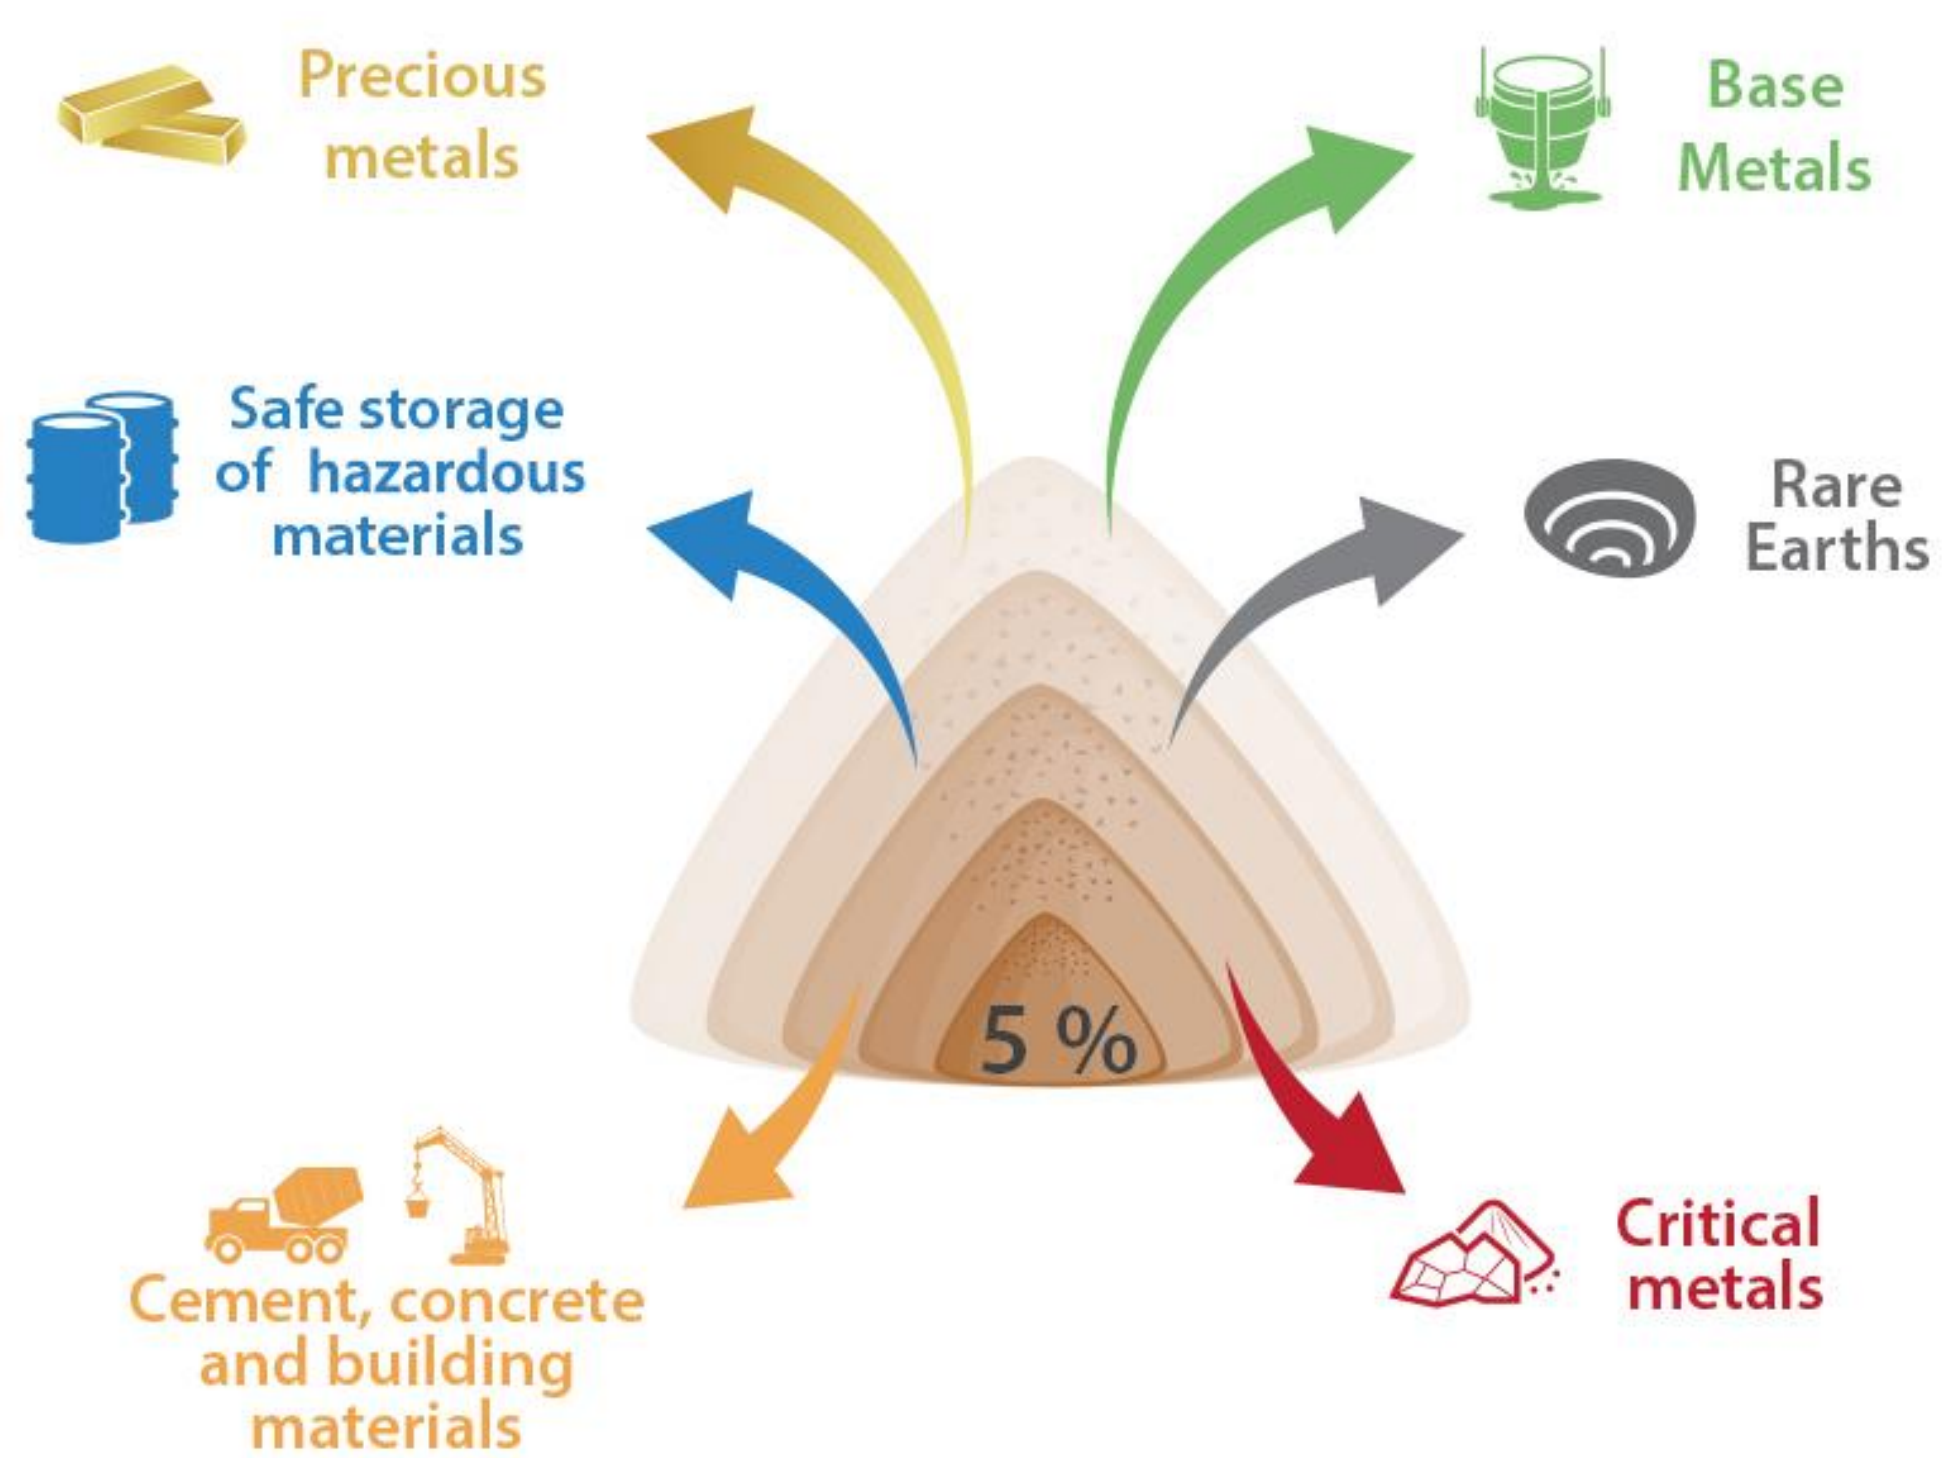 Precious
metals
Base
Metals
Safe storage
of hazardous
materials
Rare
Earths
5 %
Cement, concrete
and building
materials
Critical
metals